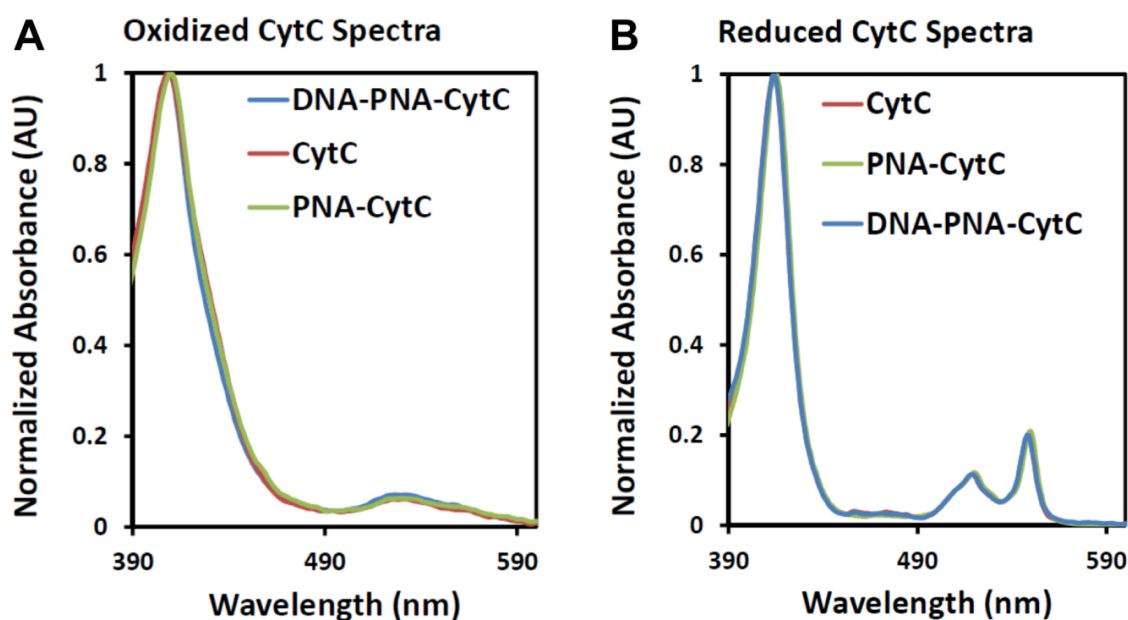 A Oxidized CytC Spectra
Normalized Absorbance (AU)
1
0.8
0.6
0.4
0.2
0
DNA-PNA-CytC
CytC
PNA-CytC
390 490 590
Wavelength (nm)
B Reduced CytC Spectra
Normalized Absorbance (AU)
1
0.8
0.6
0.4
0.2
0
CytC
PNA-CytC
DNA-PNA-CytC
390 490 590
Wavelength (nm)